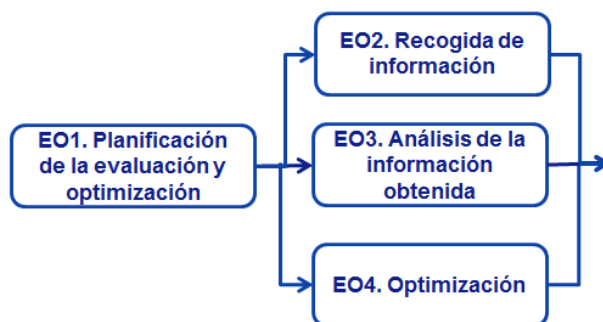 EO2. Recogida de
información
EO1. Planificación
de la evaluación y
optimización
EO3. Análisis de la
información
obtenida
EO4. Optimización